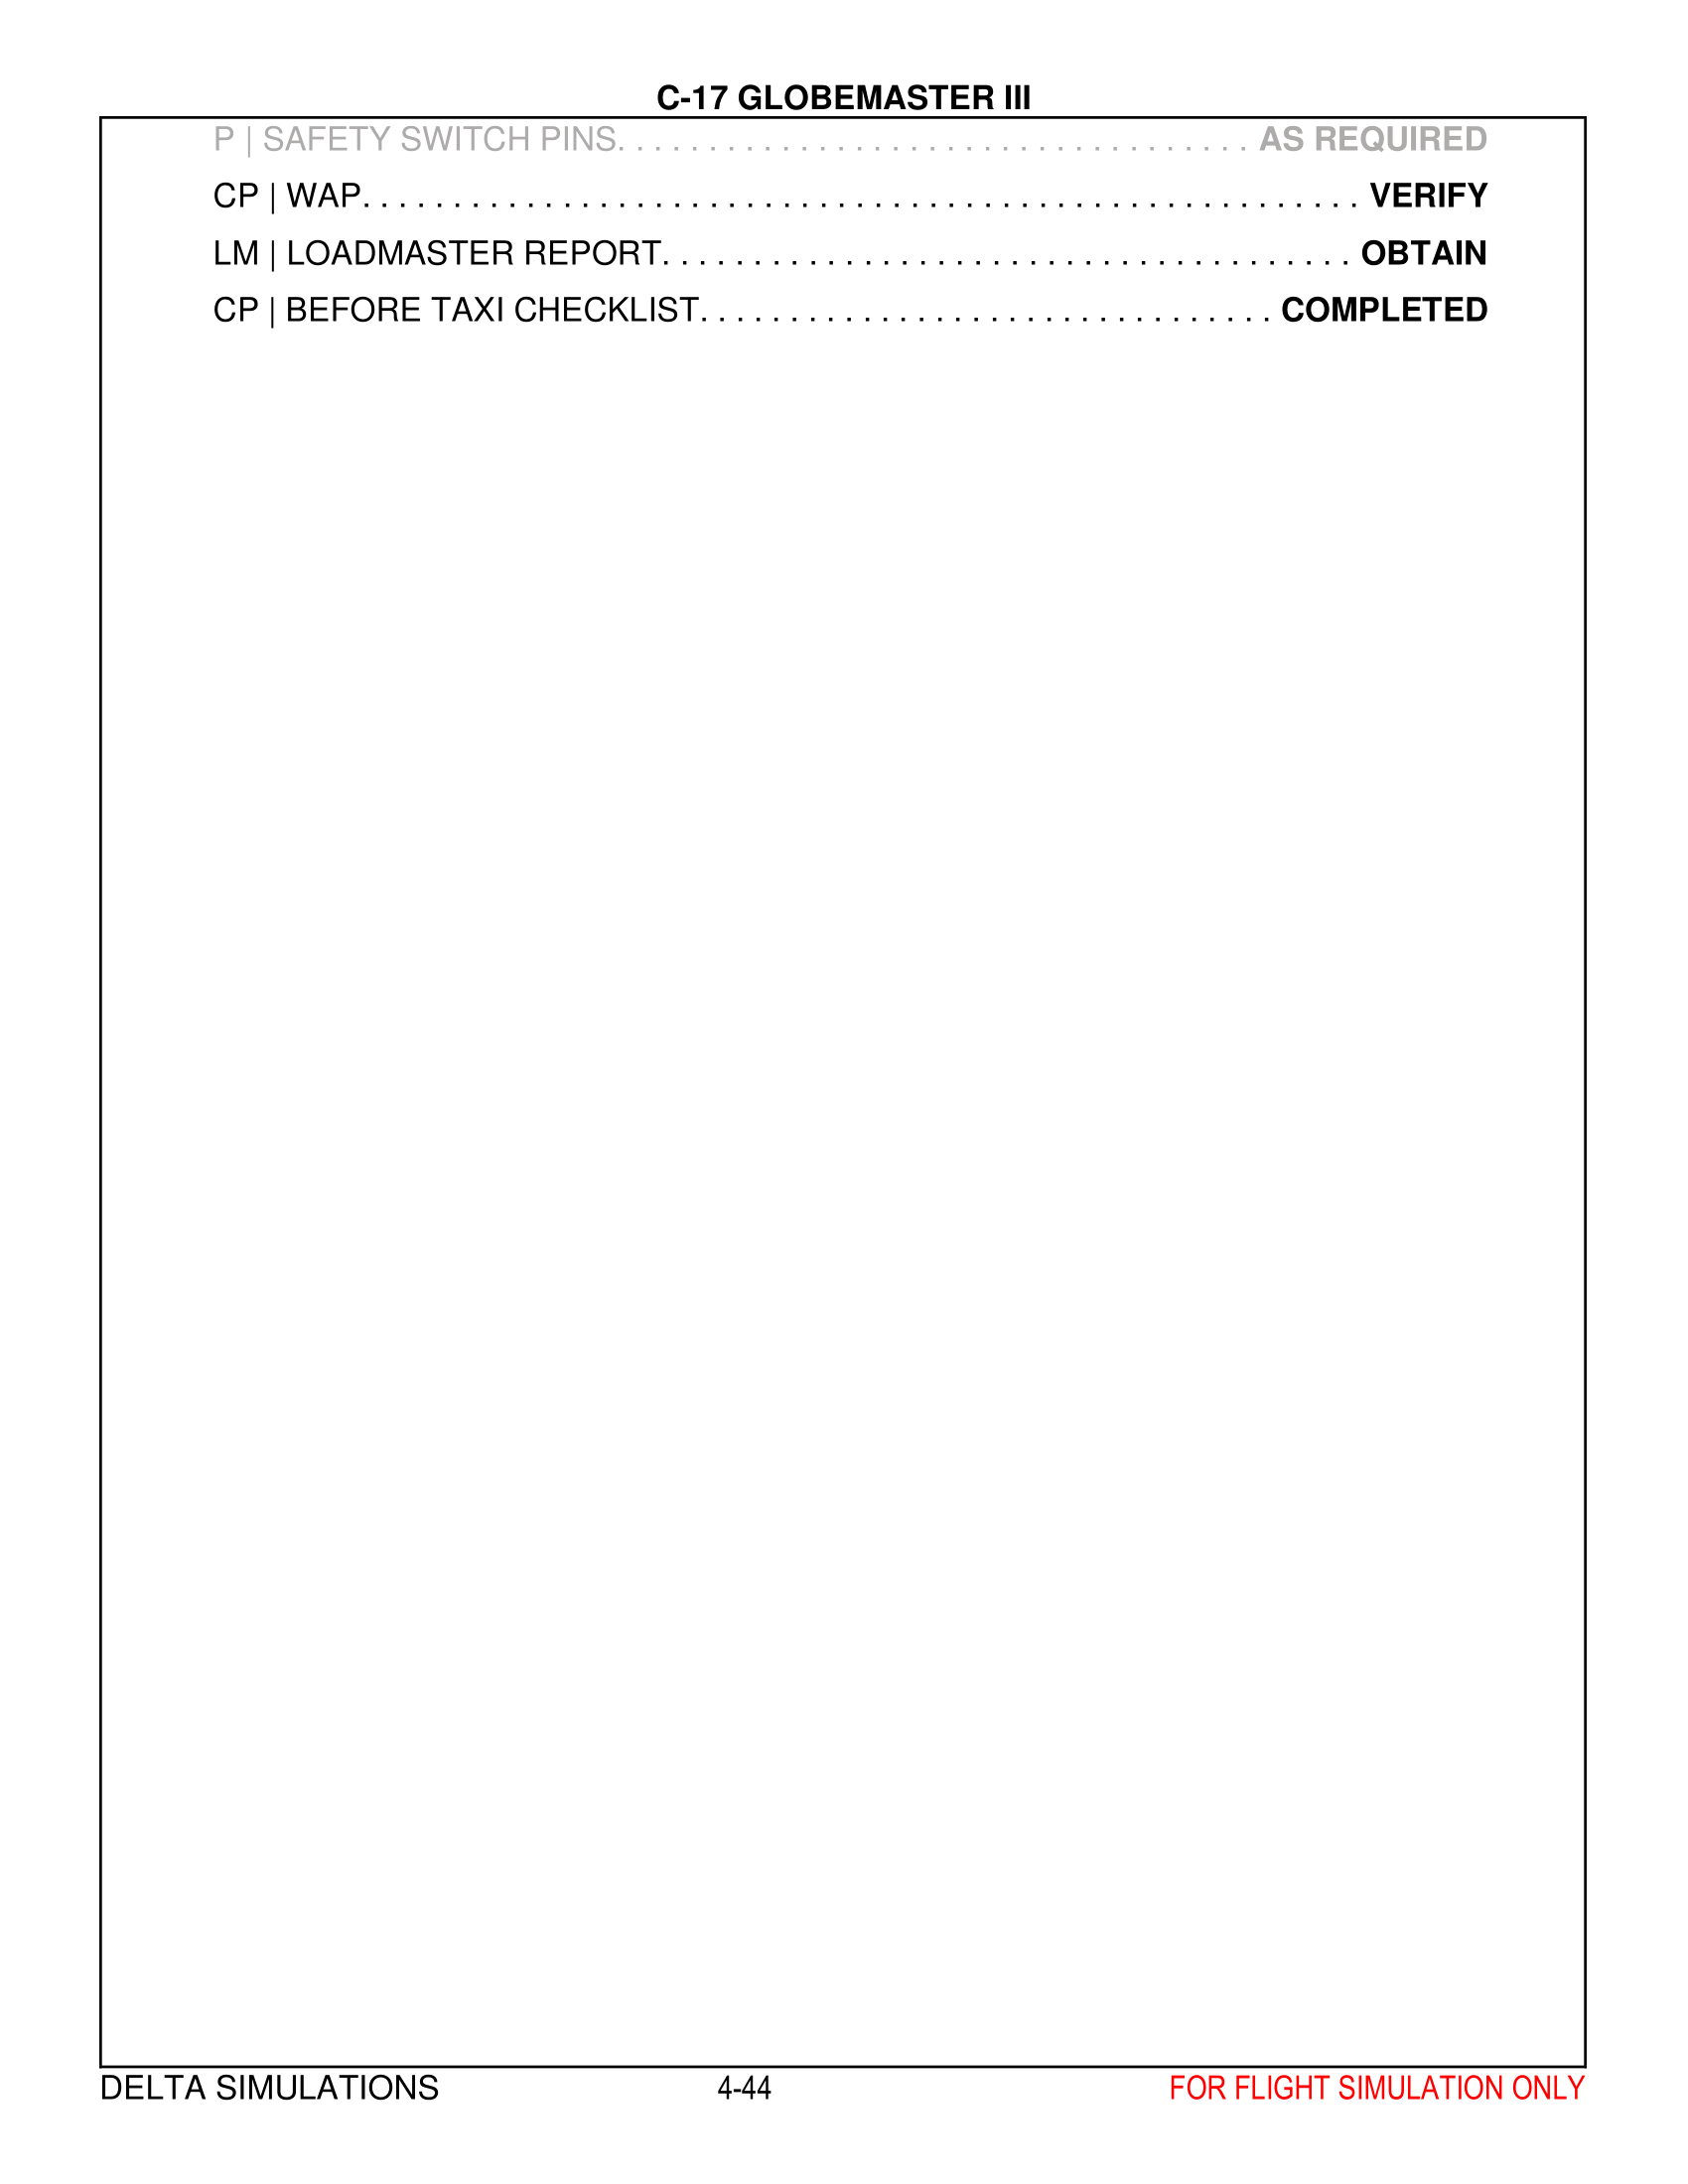 C-17 GLOBEMASTER III
P | SAFETY SWITCH PINS. . . . . . . . . . . . . . . . . . . . . . . . . . . . . . . . . . . AS REQUIRED
CP | WAP. . . . . . . . . . . . . . . . . . . . . . . . . . . . . . . . . . . . . . . . . . . . . . . . . . . . . . . VERIFY
LM | LOADMASTER REPORT. . . . . . . . . . . . . . . . . . . . . . . . . . . . . . . . . . . . . . OBTAIN
CP | BEFORE TAXI CHECKLIST. . . . . . . . . . . . . . . . . . . . . . . . . . . . . . . . COMPLETED
DELTA SIMULATIONS 4-44 FOR FLIGHT SIMULATION ONLY